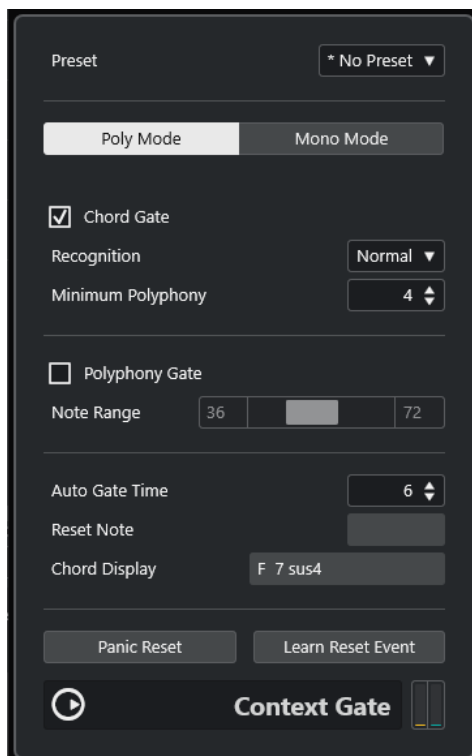 Preset * No Preset
Poly Mode Mono Mode
Chord Gate
Recognition Normal
Minimum Polyphony 4
Polyphony Gate
Note Range 36 72
Auto Gate Time 6
Reset Note
Chord Display F 7 sus4
Panic Reset Learn Reset Event
Context Gate